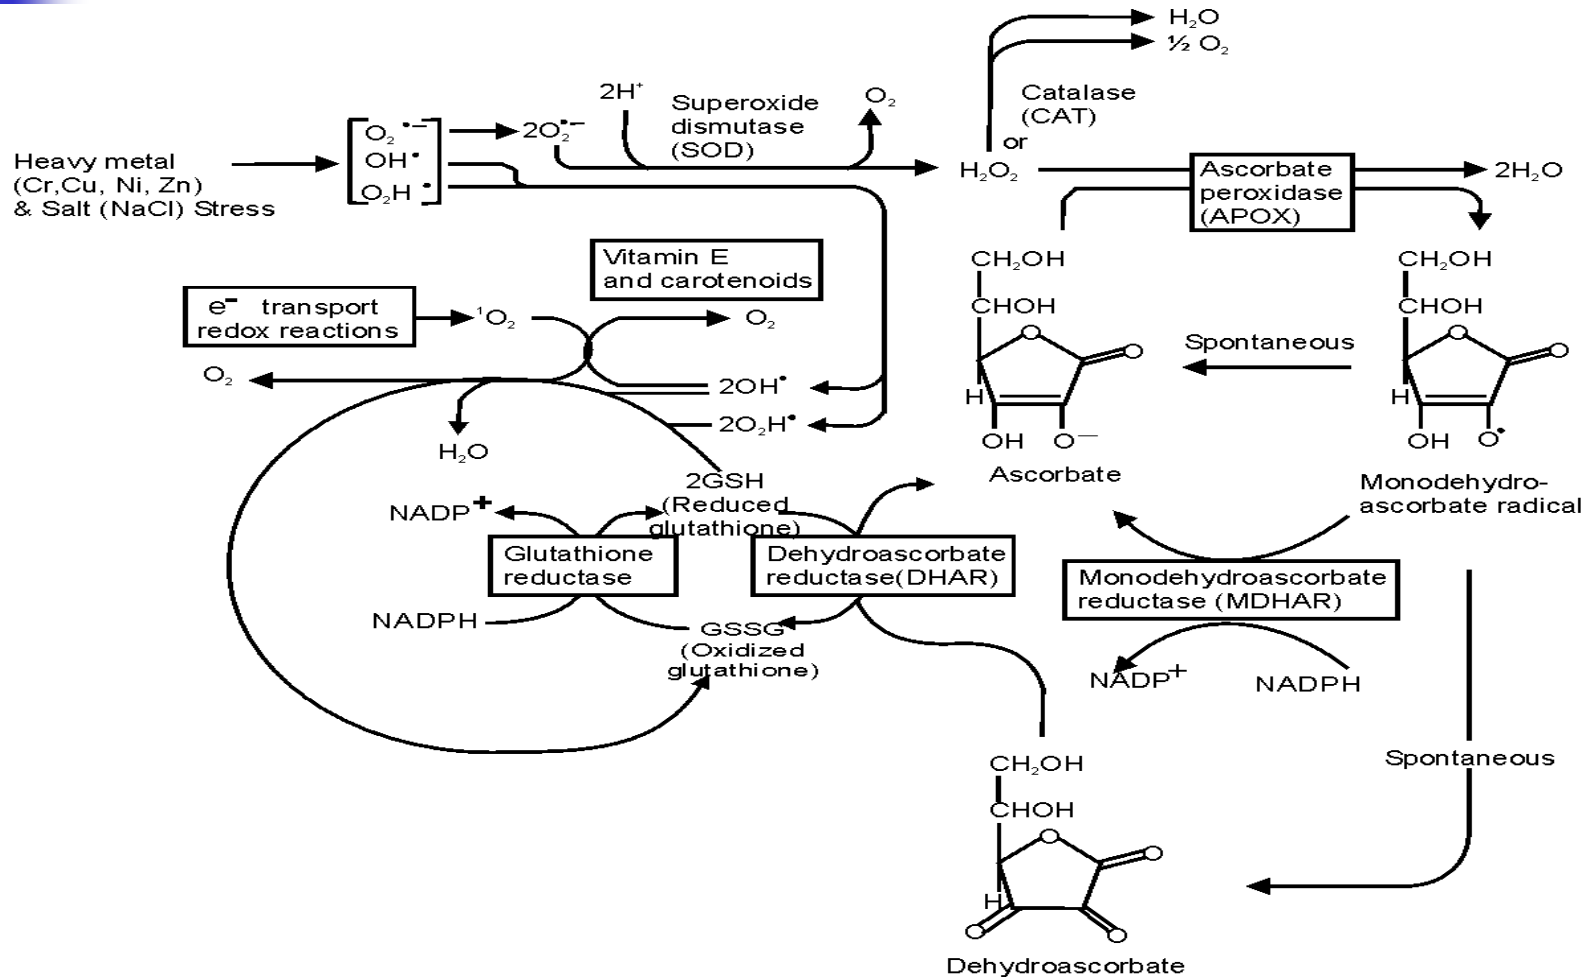 H₂O
½ O₂
Catalase
(CAT)
or
2H⁺
Superoxide
dismutase
(SOD)
O₂
O₂•−
OH•
O₂H•
2O₂•−
Heavy metal
(Cr,Cu, Ni, Zn)
& Salt (NaCl) Stress
H₂O₂
Ascorbate
peroxidase
(APOX)
2H₂O
Vitamin E
and carotenoids
e⁻ transport
redox reactions
¹O₂
O₂
O₂
2OH•
2O₂H•
H₂O
CH₂OH
CHOH
O
O
H
OH
O−
Ascorbate
Spontaneous
CH₂OH
CHOH
O
O
H
OH
O•
Monodehydro-
ascorbate radical
2GSH
(Reduced
glutathione)
NADP+
Glutathione
reductase
NADPH
Dehydroascorbate
reductase(DHAR)
GSSG
(Oxidized
glutathione)
Monodehydroascorbate
reductase (MDHAR)
NADP+
NADPH
Spontaneous
CH₂OH
CHOH
O
O
H
O
O
Dehydroascorbate